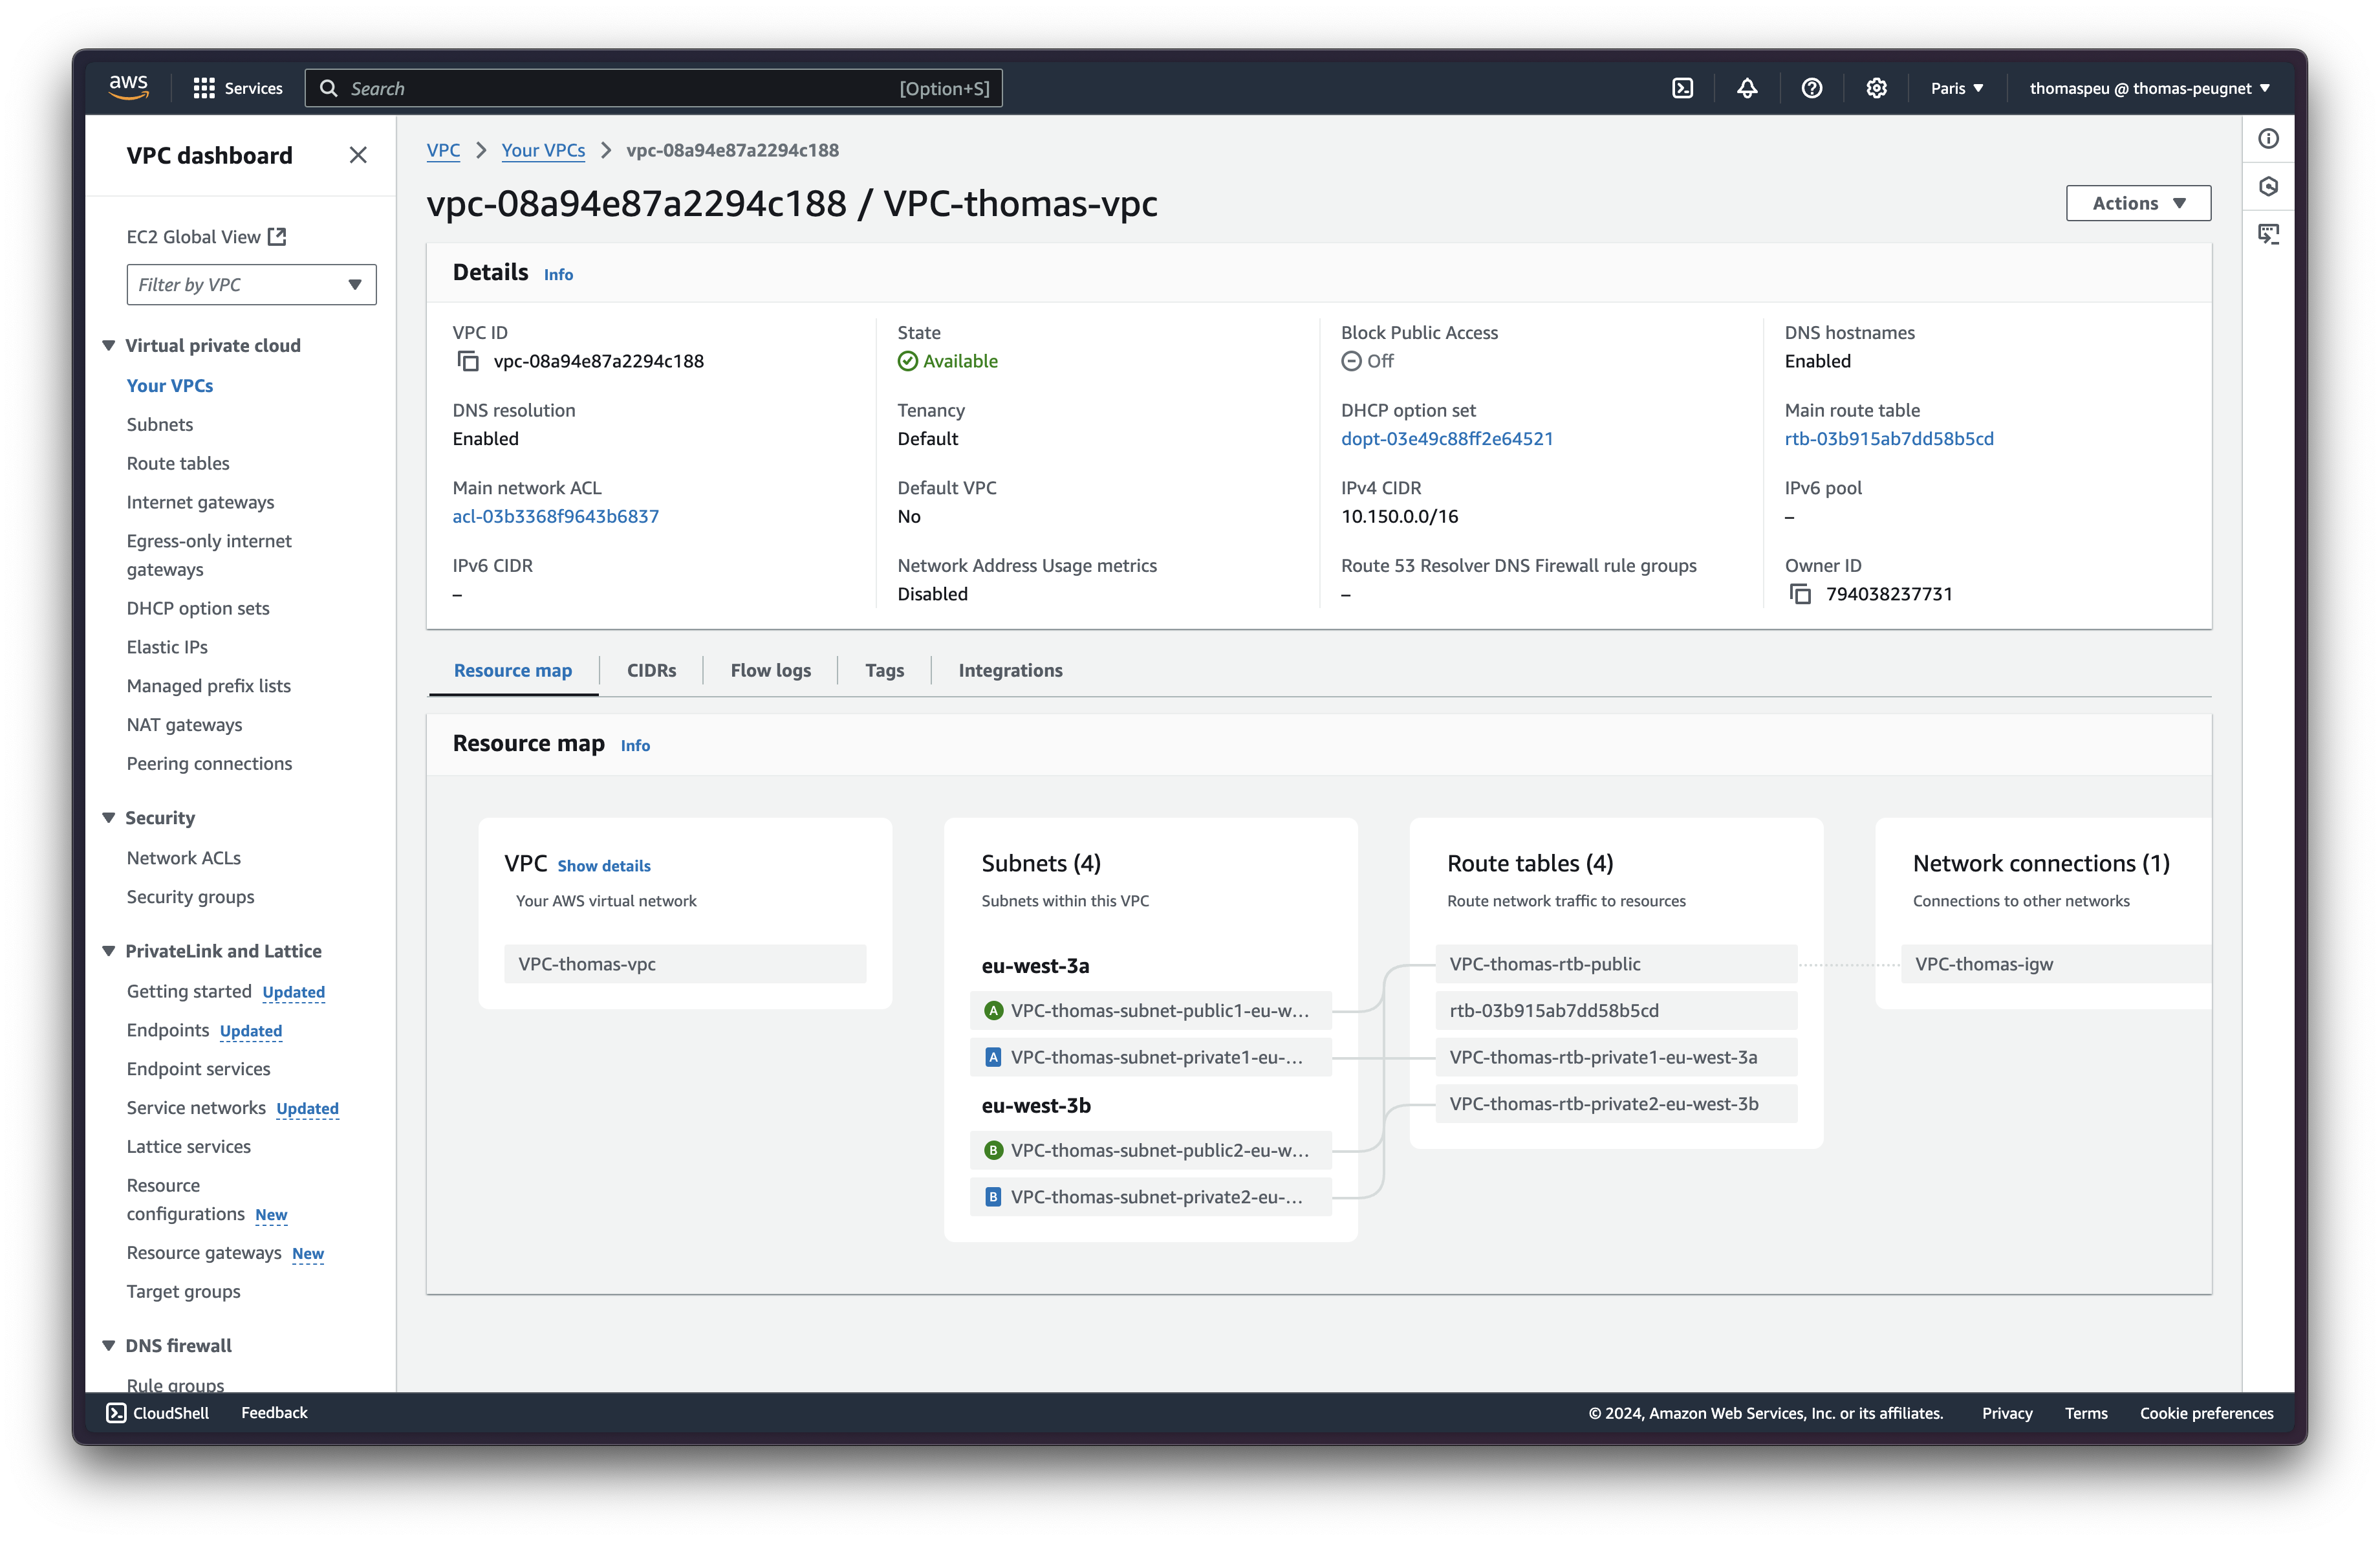 aws
Services
Search
[Option+S]
Paris
thomaspeu @ thomas-peugnet
VPC dashboard
EC2 Global View
Filter by VPC
Virtual private cloud
Your VPCs
Subnets
Route tables
Internet gateways
Egress-only internet
gateways
DHCP option sets
Elastic IPs
Managed prefix lists
NAT gateways
Peering connections
Security
Network ACLs
Security groups
PrivateLink and Lattice
Getting started Updated
Endpoints Updated
Endpoint services
Service networks Updated
Lattice services
Resource
configurations New
Resource gateways New
Target groups
DNS firewall
Rule groups
VPC
Your VPCs
vpc-08a94e87a2294c188
vpc-08a94e87a2294c188 / VPC-thomas-vpc
Actions
Details Info
VPC ID
vpc-08a94e87a2294c188
State
Available
Block Public Access
Off
DNS hostnames
Enabled
DNS resolution
Enabled
Tenancy
Default
DHCP option set
dopt-03e49c88ff2e64521
Main route table
rtb-03b915ab7dd58b5cd
Main network ACL
acl-03b3368f9643b6837
Default VPC
No
IPv4 CIDR
10.150.0.0/16
IPv6 pool
–
IPv6 CIDR
–
Network Address Usage metrics
Disabled
Route 53 Resolver DNS Firewall rule groups
–
Owner ID
794038237731
Resource map
CIDRs
Flow logs
Tags
Integrations
Resource map Info
VPC Show details
Your AWS virtual network
VPC-thomas-vpc
Subnets (4)
Subnets within this VPC
eu-west-3a
A VPC-thomas-subnet-public1-eu-w...
A VPC-thomas-subnet-private1-eu-...
eu-west-3b
B VPC-thomas-subnet-public2-eu-w...
B VPC-thomas-subnet-private2-eu-...
Route tables (4)
Route network traffic to resources
VPC-thomas-rtb-public
rtb-03b915ab7dd58b5cd
VPC-thomas-rtb-private1-eu-west-3a
VPC-thomas-rtb-private2-eu-west-3b
Network connections (1)
Connections to other networks
VPC-thomas-igw
CloudShell
Feedback
© 2024, Amazon Web Services, Inc. or its affiliates.
Privacy
Terms
Cookie preferences